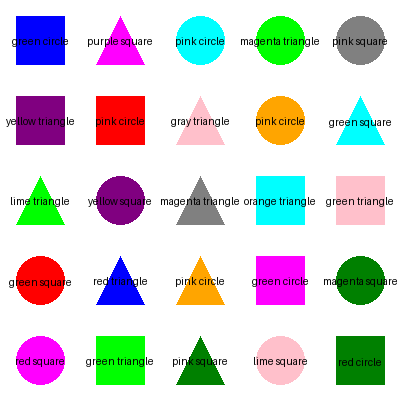 green circle
purple square
pink circle
magenta triangle
pink square
yellow triangle
pink circle
gray triangle
pink circle
green square
lime triangle
yellow square
magenta triangle
orange triangle
green triangle
green square
red triangle
pink circle
green circle
magenta square
red square
green triangle
pink square
lime square
red circle